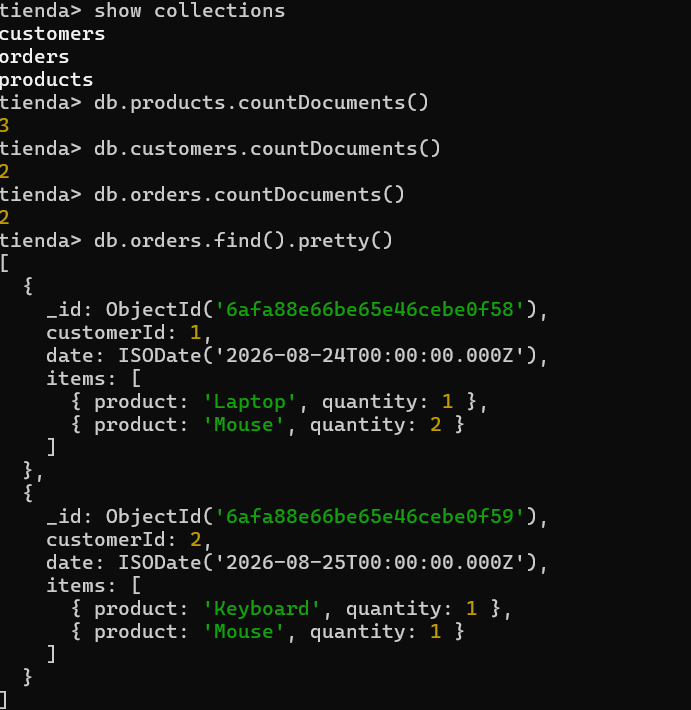 tienda> show collections
customers
orders
products
tienda> db.products.countDocuments()
3
tienda> db.customers.countDocuments()
2
tienda> db.orders.countDocuments()
2
tienda> db.orders.find().pretty()
[
  {
    _id: ObjectId('6afa88e66be65e46cebe0f58'),
    customerId: 1,
    date: ISODate('2026-08-24T00:00:00.000Z'),
    items: [
      { product: 'Laptop', quantity: 1 },
      { product: 'Mouse', quantity: 2 }
    ]
  },
  {
    _id: ObjectId('6afa88e66be65e46cebe0f59'),
    customerId: 2,
    date: ISODate('2026-08-25T00:00:00.000Z'),
    items: [
      { product: 'Keyboard', quantity: 1 },
      { product: 'Mouse', quantity: 1 }
    ]
  }
]